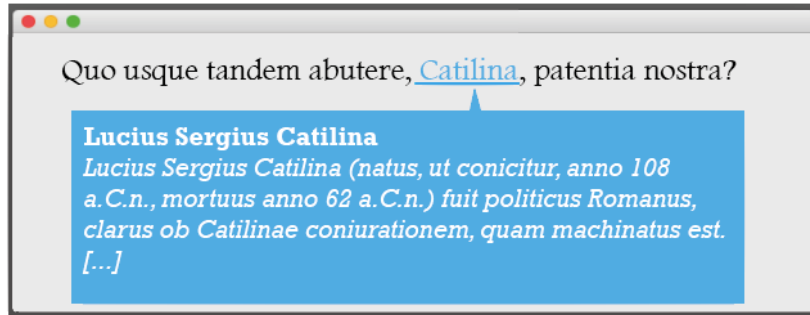 Quo usque tandem abutere, Catilina, patentia nostra?
Lucius Sergius Catilina
Lucius Sergius Catilina (natus, ut conicitur, anno 108
a.C.n., mortuus anno 62 a.C.n.) fuit politicus Romanus,
clarus ob Catilinae coniurationem, quam machinatus est.
[...]